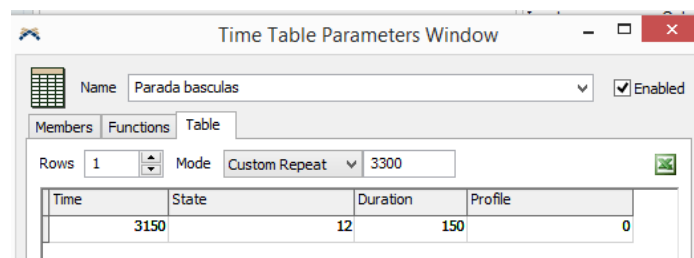 Time Table Parameters Window
Name Parada basculas Enabled
Members Functions Table
Rows 1 Mode Custom Repeat 3300
Time State Duration Profile
3150 12 150 0